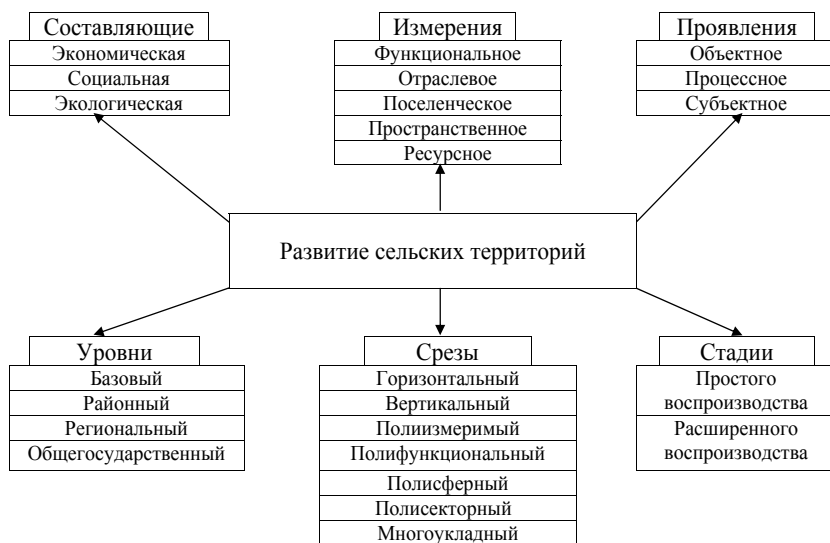 Составляющие
Экономическая
Социальная
Экологическая
Измерения
Функциональное
Отраслевое
Поселенческое
Пространственное
Ресурсное
Проявления
Объектное
Процессное
Субъектное
Развитие сельских территорий
Уровни
Базовый
Районный
Региональный
Общегосударственный
Срезы
Горизонтальный
Вертикальный
Полиизмеримый
Полифункциональный
Полисферный
Полисекторный
Многоукладный
Стадии
Простого
воспроизводства
Расширенного
воспроизводства